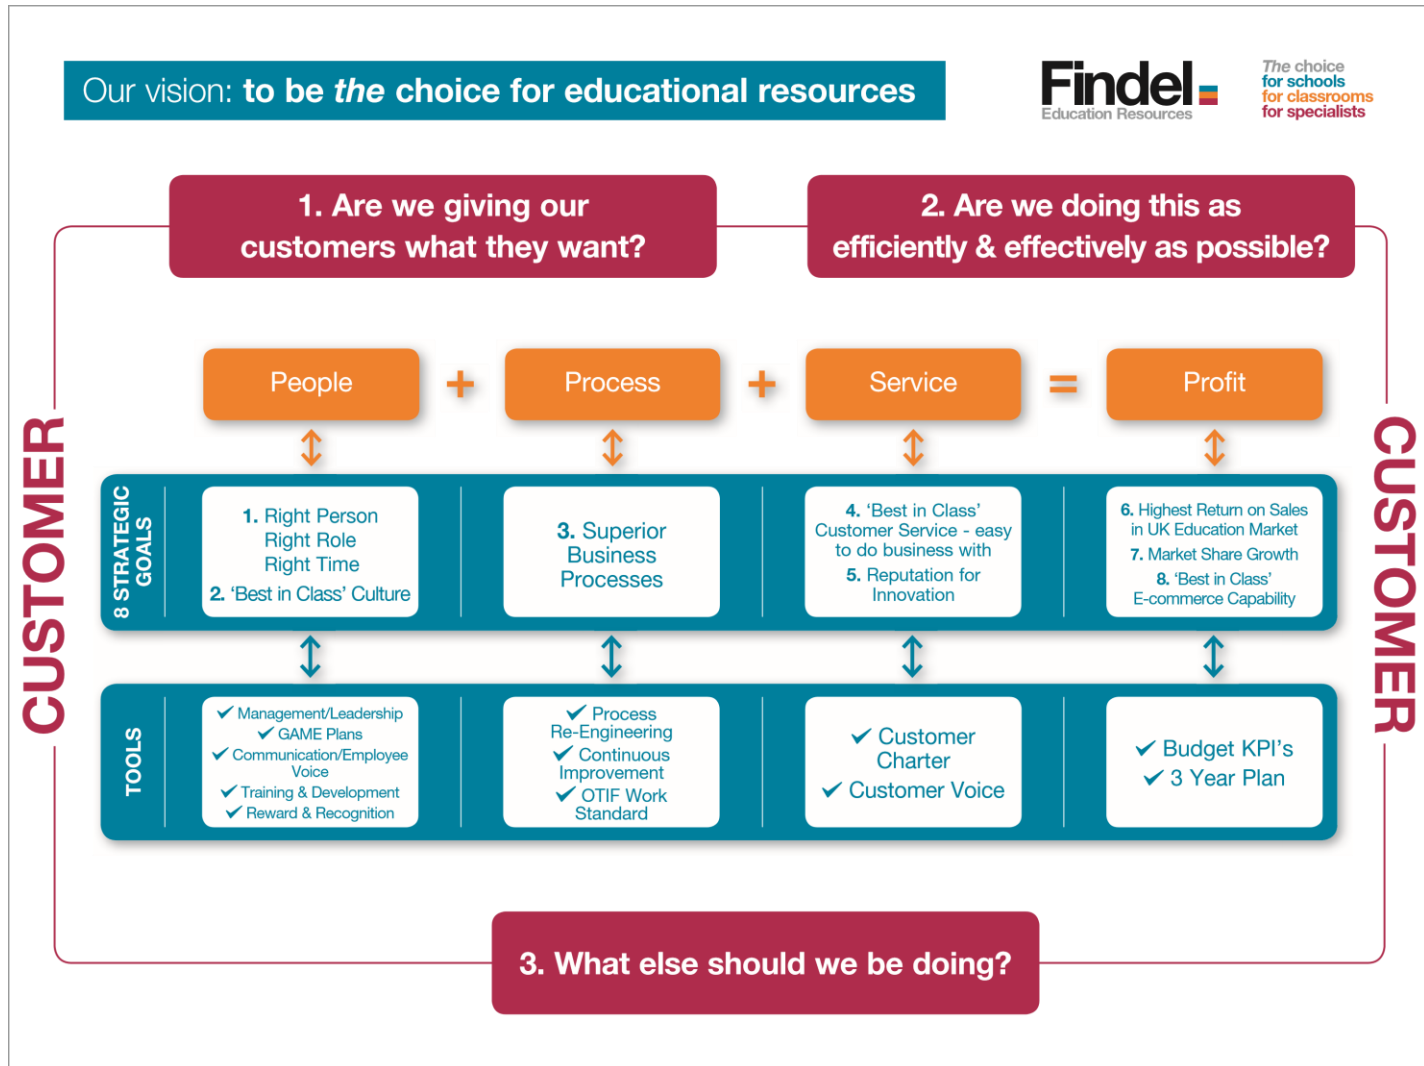 Our vision: to be the choice for educational resources
Findel
Education Resources
The choice
for schools
for classrooms
for specialists
1. Are we giving our
customers what they want?
2. Are we doing this as
efficiently & effectively as possible?
CUSTOMER
People
+
Process
+
Service
=
Profit
CUSTOMER
8 STRATEGIC
GOALS
1. Right Person
Right Role
Right Time
2. ‘Best in Class’ Culture
3. Superior
Business
Processes
4. ‘Best in Class’
Customer Service - easy
to do business with
5. Reputation for
Innovation
6. Highest Return on Sales
in UK Education Market
7. Market Share Growth
8. ‘Best in Class’
E-commerce Capability
TOOLS
✓ Management/Leadership
✓ GAME Plans
✓ Communication/Employee
Voice
✓ Training & Development
✓ Reward & Recognition
✓ Process
Re-Engineering
✓ Continuous
Improvement
✓ OTIF Work
Standard
✓ Customer
Charter
✓ Customer Voice
✓ Budget KPI’s
✓ 3 Year Plan
3. What else should we be doing?